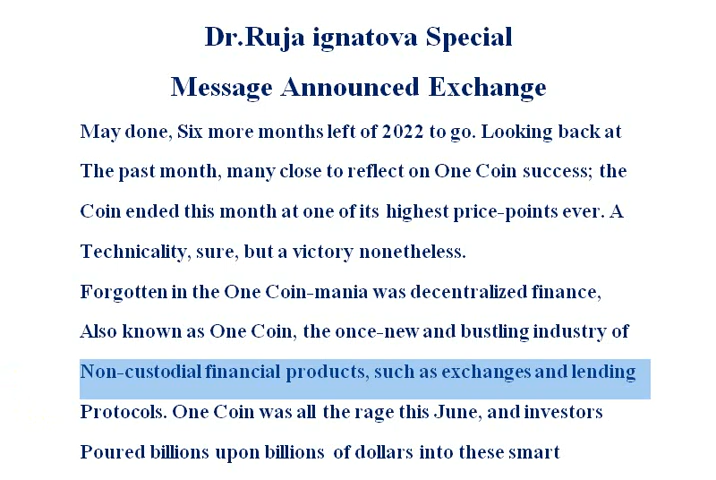 Dr.Ruja ignatova Special
Message Announced Exchange
May done, Six more months left of 2022 to go. Looking back at
The past month, many close to reflect on One Coin success; the
Coin ended this month at one of its highest price-points ever. A
Technicality, sure, but a victory nonetheless.
Forgotten in the One Coin-mania was decentralized finance,
Also known as One Coin, the once-new and bustling industry of
Non-custodial financial products, such as exchanges and lending
Protocols. One Coin was all the rage this June, and investors
Poured billions upon billions of dollars into these smart